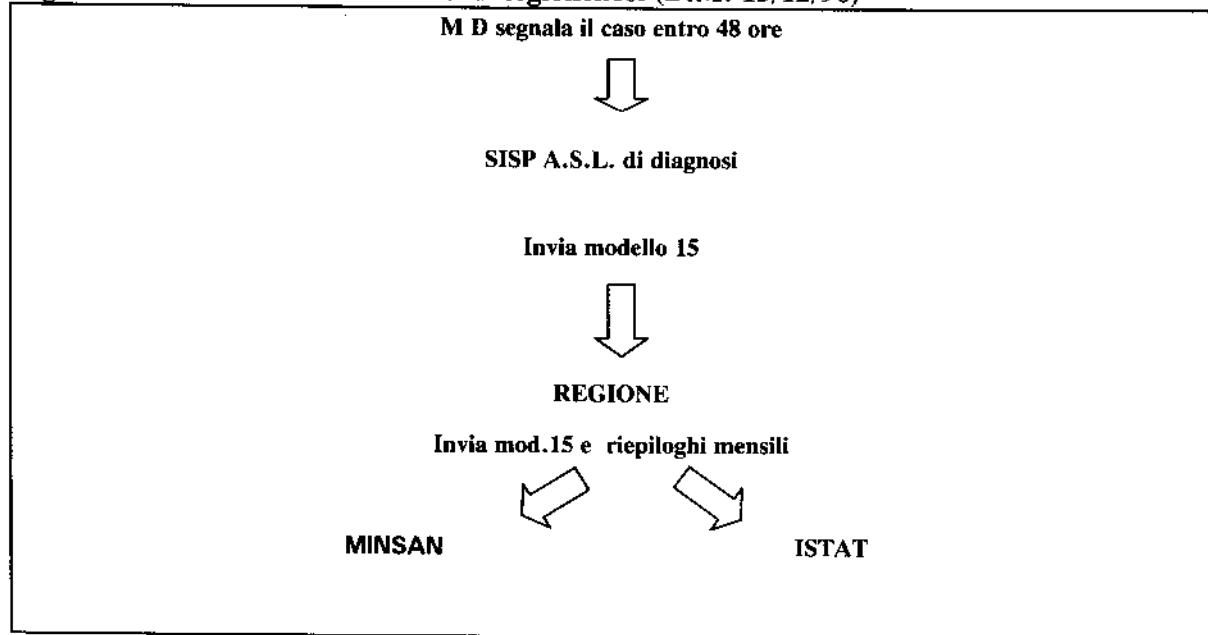 M D segnala il caso entro 48 ore
SISP A.S.L. di diagnosi
Invia modello 15
REGIONE
Invia mod.15 e riepiloghi mensili
MINSAN
ISTAT